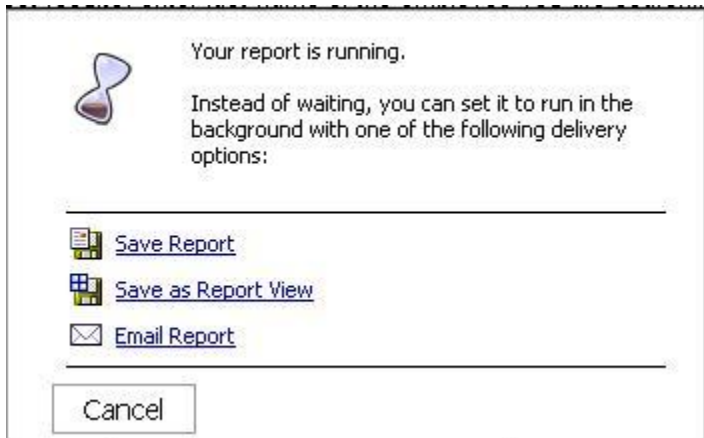 Your report is running.
Instead of waiting, you can set it to run in the
background with one of the following delivery
options:
Save Report
Save as Report View
Email Report
Cancel